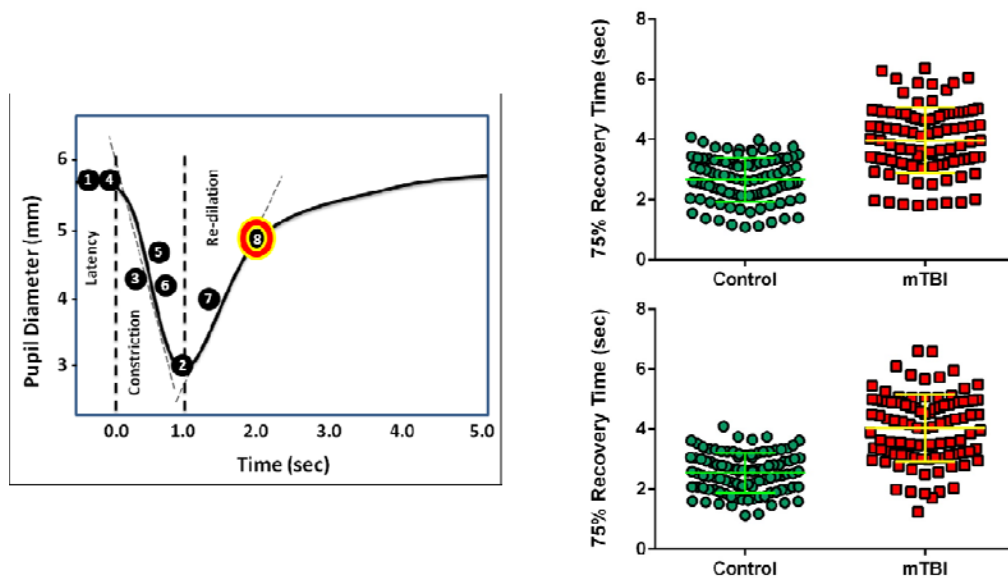 Pupil Diameter (mm)
6
5
4
3
Latency
Constriction
Re-dilation
1
4
5
3
6
7
8
2
0.0 1.0 2.0 3.0 4.0 5.0
Time (sec)
75% Recovery Time (sec)
8
6
4
2
0
Control mTBI
75% Recovery Time (sec)
8
6
4
2
0
Control mTBI